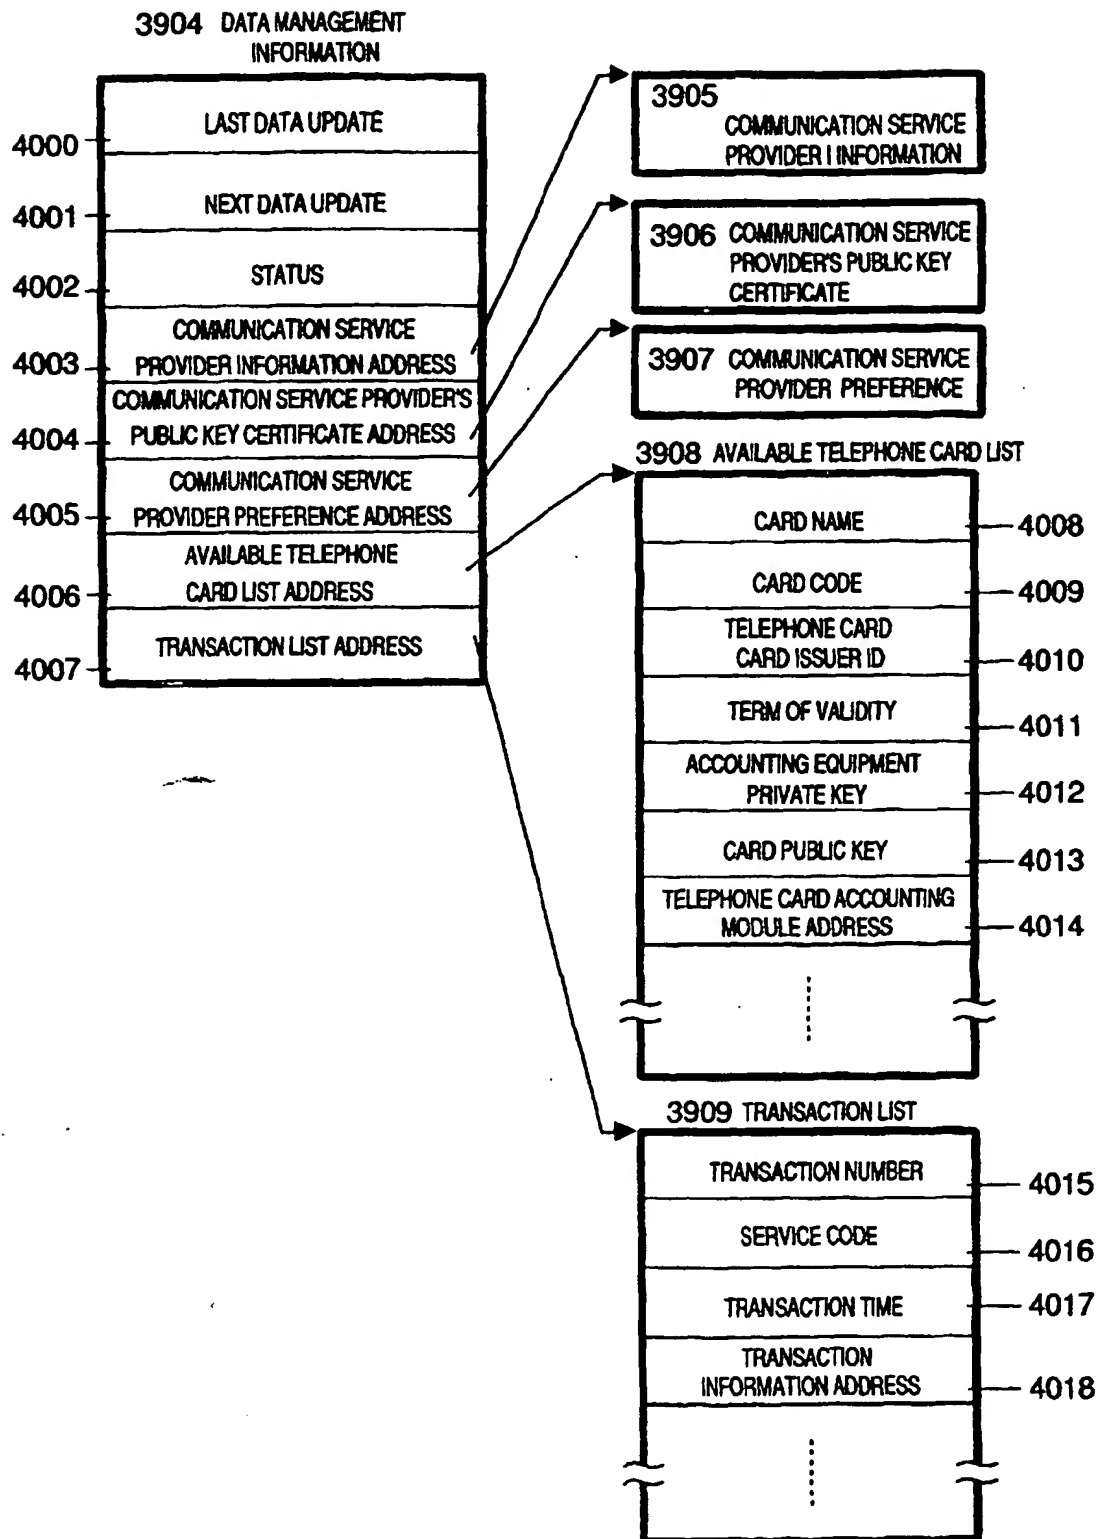 3904 DATA MANAGEMENT
INFORMATION
LAST DATA UPDATE
4000
NEXT DATA UPDATE
4001
STATUS
4002
COMMUNICATION SERVICE
PROVIDER INFORMATION ADDRESS
4003
COMMUNICATION SERVICE PROVIDER'S
PUBLIC KEY CERTIFICATE ADDRESS
4004
COMMUNICATION SERVICE
PROVIDER PREFERENCE ADDRESS
4005
AVAILABLE TELEPHONE
CARD LIST ADDRESS
4006
TRANSACTION LIST ADDRESS
4007
3905
COMMUNICATION SERVICE
PROVIDER I INFORMATION
3906 COMMUNICATION SERVICE
PROVIDER'S PUBLIC KEY
CERTIFICATE
3907 COMMUNICATION SERVICE
PROVIDER PREFERENCE
3908 AVAILABLE TELEPHONE CARD LIST
CARD NAME
4008
CARD CODE
4009
TELEPHONE CARD
CARD ISSUER ID
4010
TERM OF VALIDITY
4011
ACCOUNTING EQUIPMENT
PRIVATE KEY
4012
CARD PUBLIC KEY
4013
TELEPHONE CARD ACCOUNTING
MODULE ADDRESS
4014
3909 TRANSACTION LIST
TRANSACTION NUMBER
4015
SERVICE CODE
4016
TRANSACTION TIME
4017
TRANSACTION
INFORMATION ADDRESS
4018